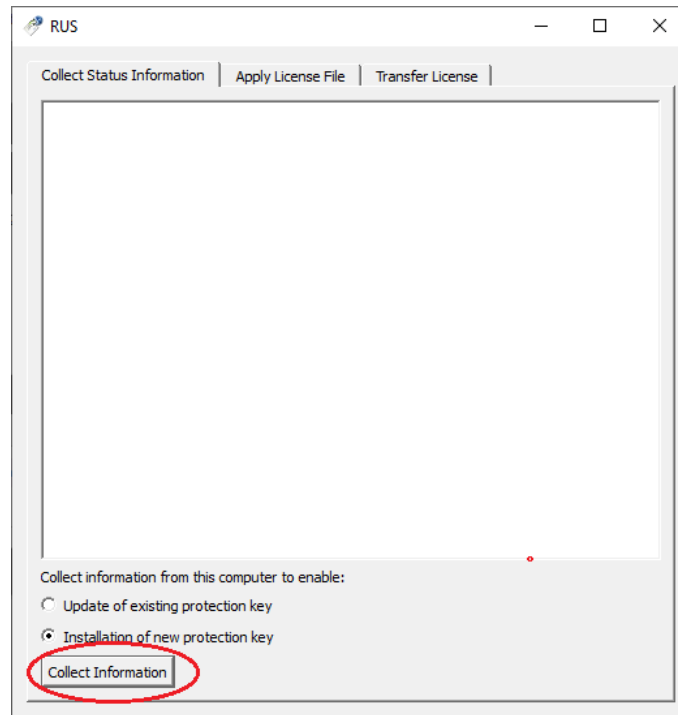 RUS
Collect Status Information Apply License File Transfer License
Collect information from this computer to enable:
Update of existing protection key
Installation of new protection key
Collect Information